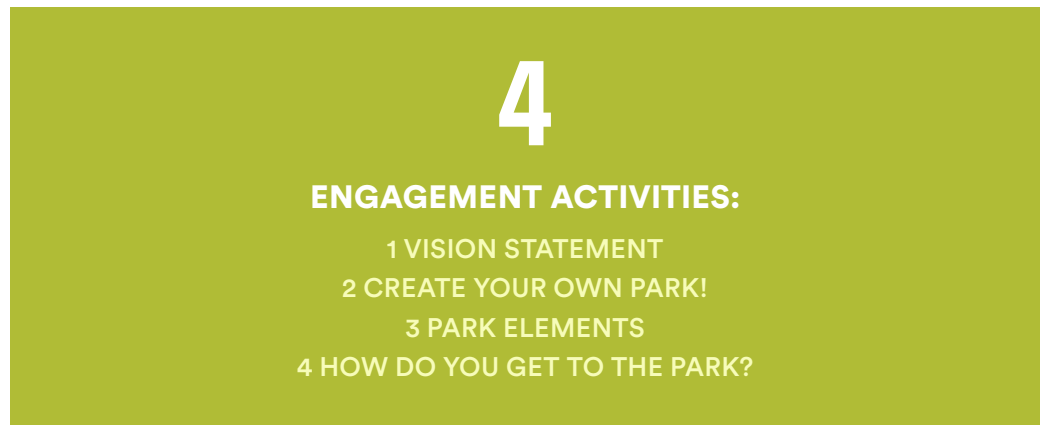 4
ENGAGEMENT ACTIVITIES:
1 VISION STATEMENT
2 CREATE YOUR OWN PARK!
3 PARK ELEMENTS
4 HOW DO YOU GET TO THE PARK?